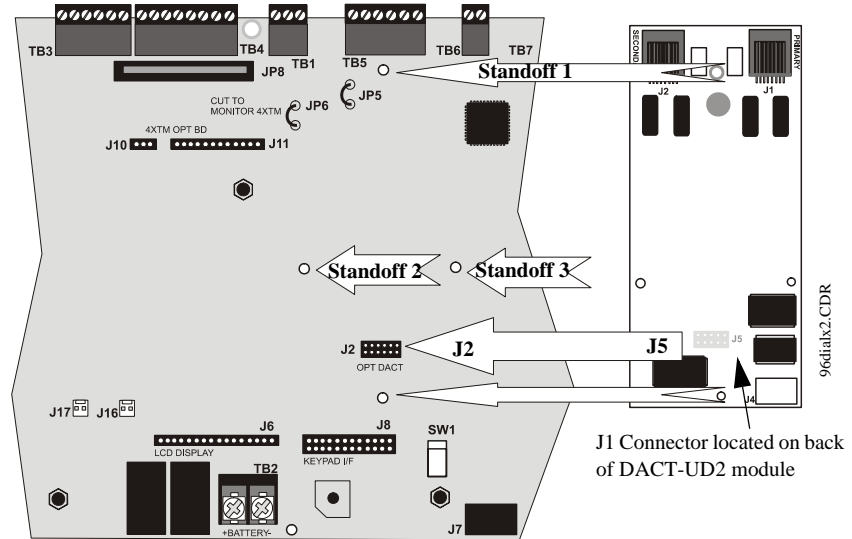 TB3
TB4
TB1
TB5
TB6
TB7
JP8
Standoff 1
JP5
JP6
CUT TO
MONITOR 4XTM
4XTM OPT BD
J10
J11
SECOND
PRIMARY
J2
J1
Standoff 2
Standoff 3
J2
OPT DACT
J2
J5
J5
J4
J17
J16
J6
LCD DISPLAY
J8
KEYPAD I/F
SW1
TB2
+BATTERY-
J7
J1 Connector located on back
of DACT-UD2 module
96dialx2.CDR